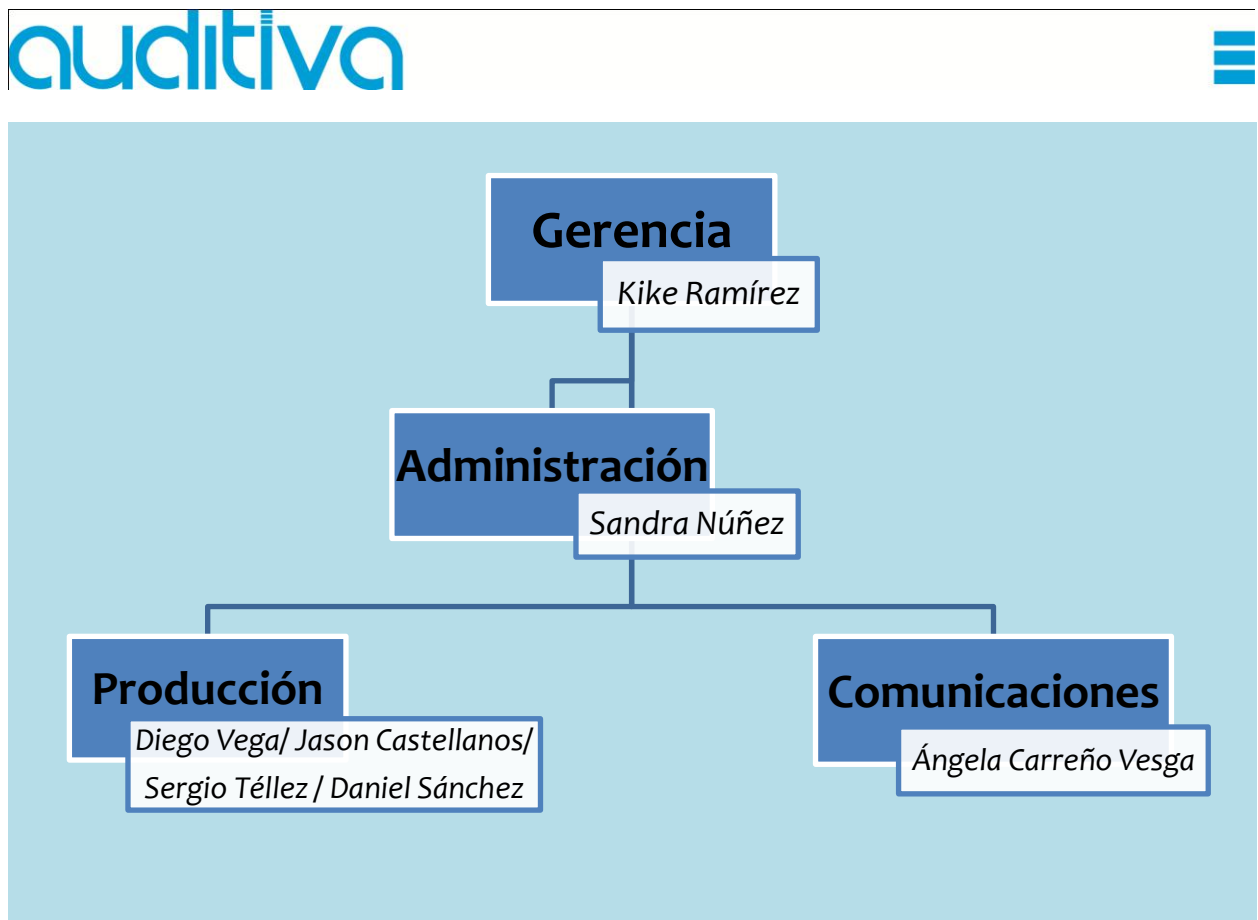 auditiva
Gerencia
Kike Ramírez
Administración
Sandra Núñez
Producción
Diego Vega/ Jason Castellanos/
Sergio Téllez / Daniel Sánchez
Comunicaciones
Ángela Carreño Vesga